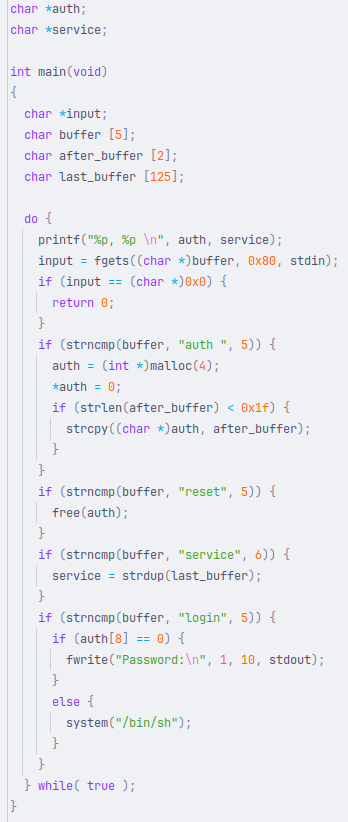 char *auth;
char *service;

int main(void)
{
  char *input;
  char buffer [5];
  char after_buffer [2];
  char last_buffer [125];

  do {
    printf("%p, %p \n", auth, service);
    input = fgets((char *)buffer, 0x80, stdin);
    if (input == (char *)0x0) {
      return 0;
    }
    if (strncmp(buffer, "auth ", 5)) {
      auth = (int *)malloc(4);
      *auth = 0;
      if (strlen(after_buffer) < 0x1f) {
        strcpy((char *)auth, after_buffer);
      }
    }
    if (strncmp(buffer, "reset", 5)) {
      free(auth);
    }
    if (strncmp(buffer, "service", 6)) {
      service = strdup(last_buffer);
    }
    if (strncmp(buffer, "login", 5)) {
      if (auth[8] == 0) {
        fwrite("Password:\n", 1, 10, stdout);
      }
      else {
        system("/bin/sh");
      }
    }
  } while( true );
}